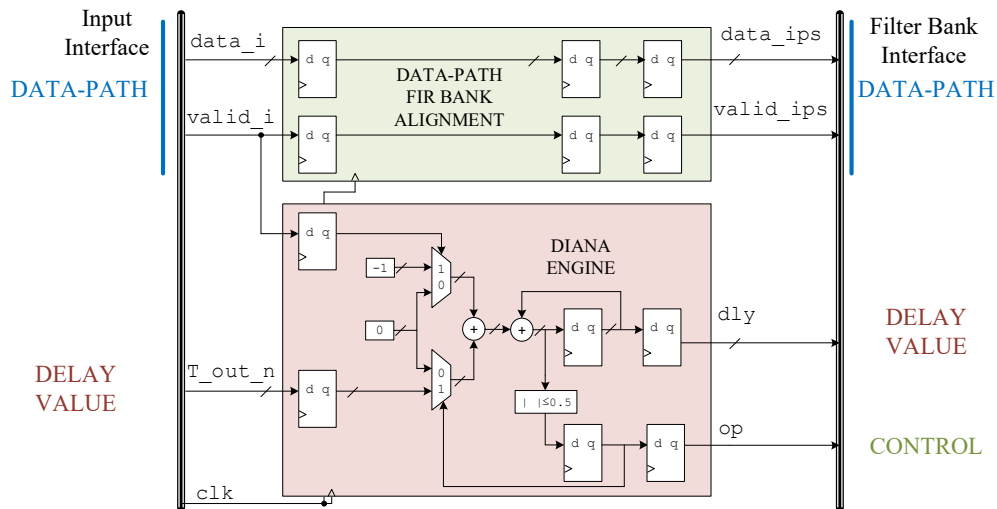 Input
Interface
DATA-PATH
data_i
valid_i
d q
d q
d q
DATA-PATH
FIR BANK
ALIGNMENT
d q
d q
d q
data_ips
valid_ips
Filter Bank
Interface
DATA-PATH
d q
-1
1
0
0
DIANA
ENGINE
+
+
d q
d q
dly
DELAY
VALUE
DELAY
VALUE
T_out_n
d q
0
1
| |≤0.5
d q
d q
op
CONTROL
clk